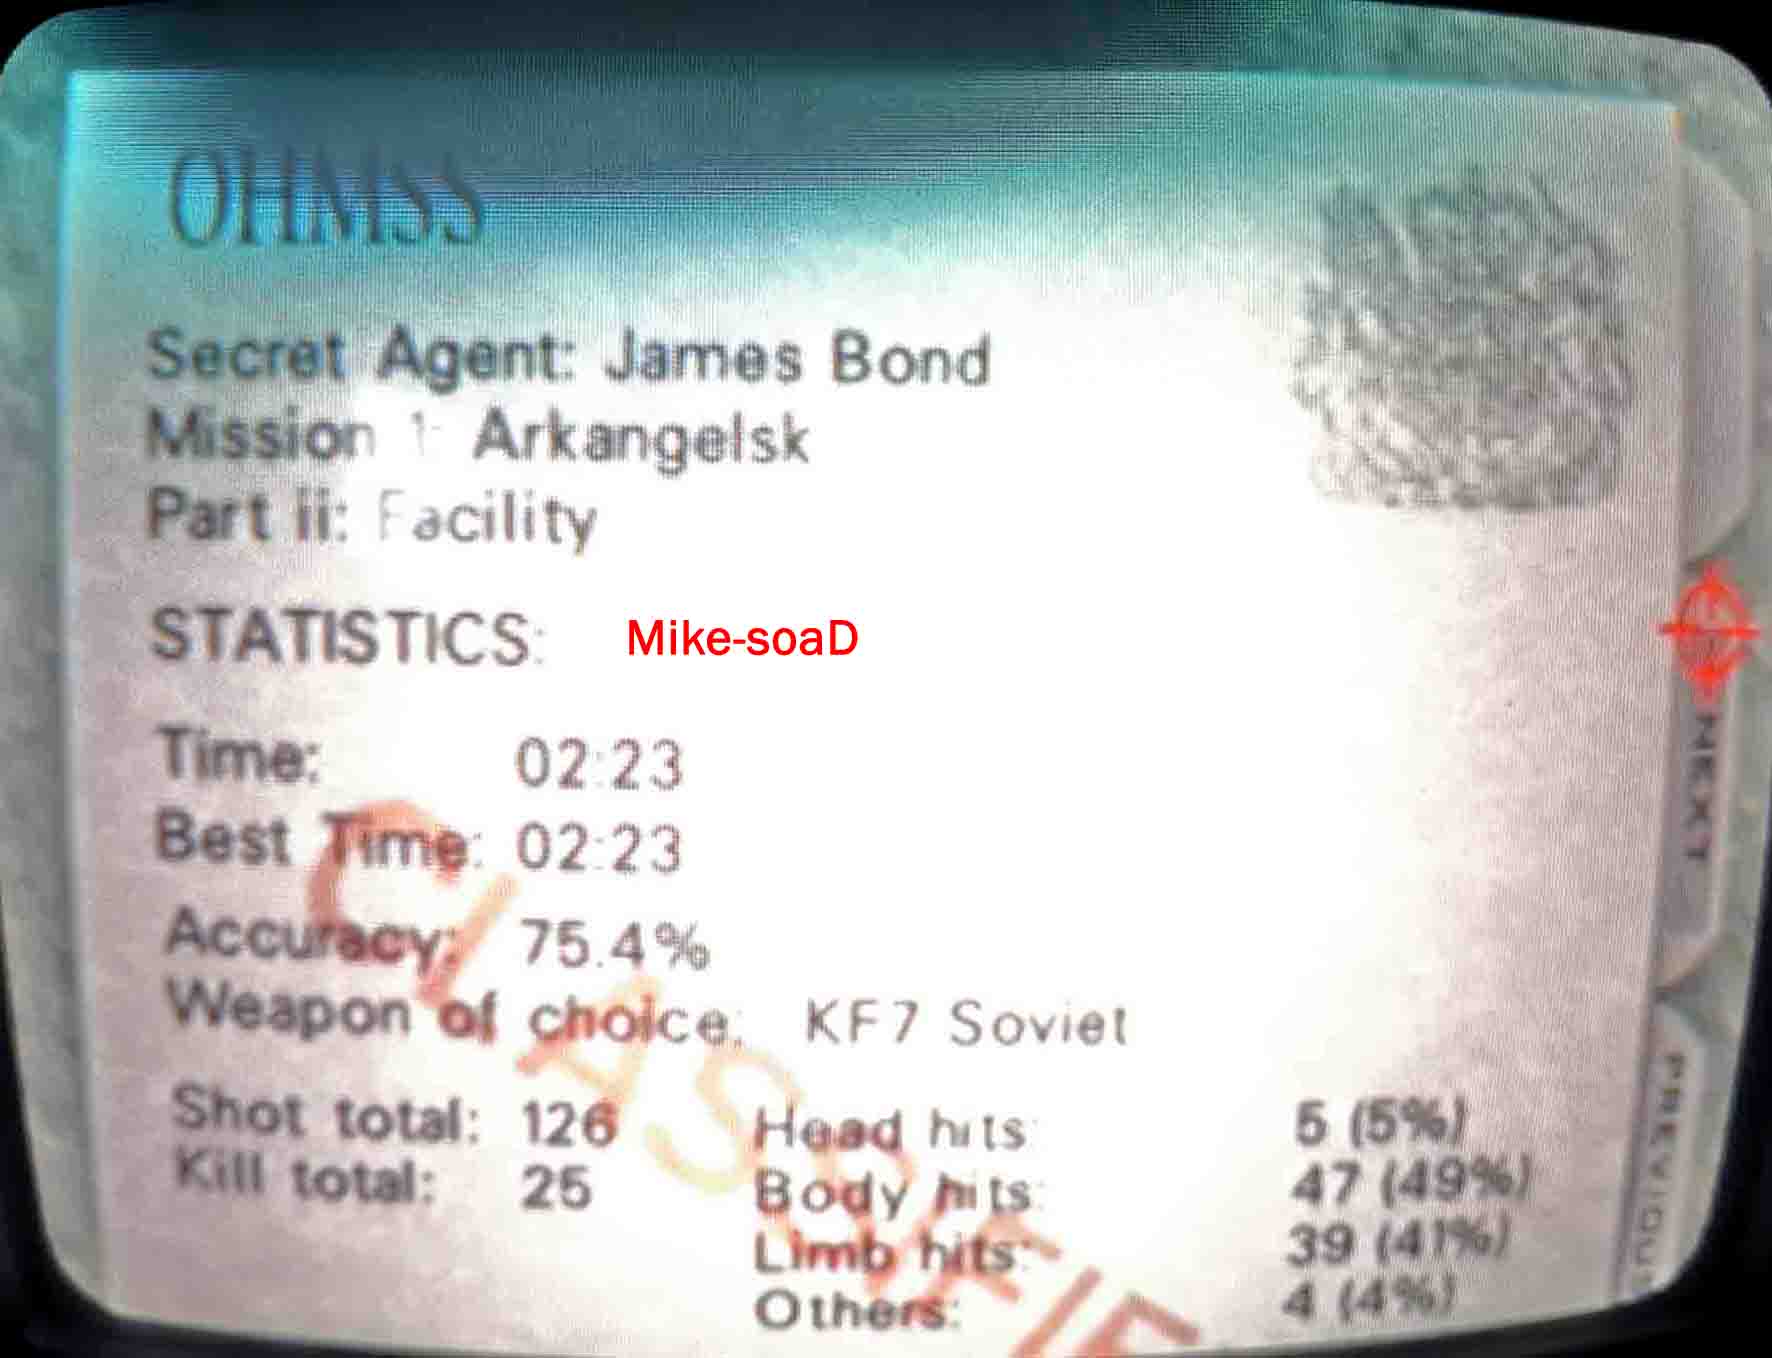 OHMSS
Secret Agent: James Bond
Mission 1: Arkangelsk
Part ii: Facility
STATISTICS:
Mike-soaD
Time: 02:23
Best Time: 02:23
Accuracy: 75.4%
Weapon of choice: KF7 Soviet
Shot total: 126
Kill total: 25
Head hits: 5 (5%)
Body hits: 47 (49%)
Limb hits: 39 (41%)
Others: 4 (4%)
NEXT
PREVIOUS
CLASSIFIE